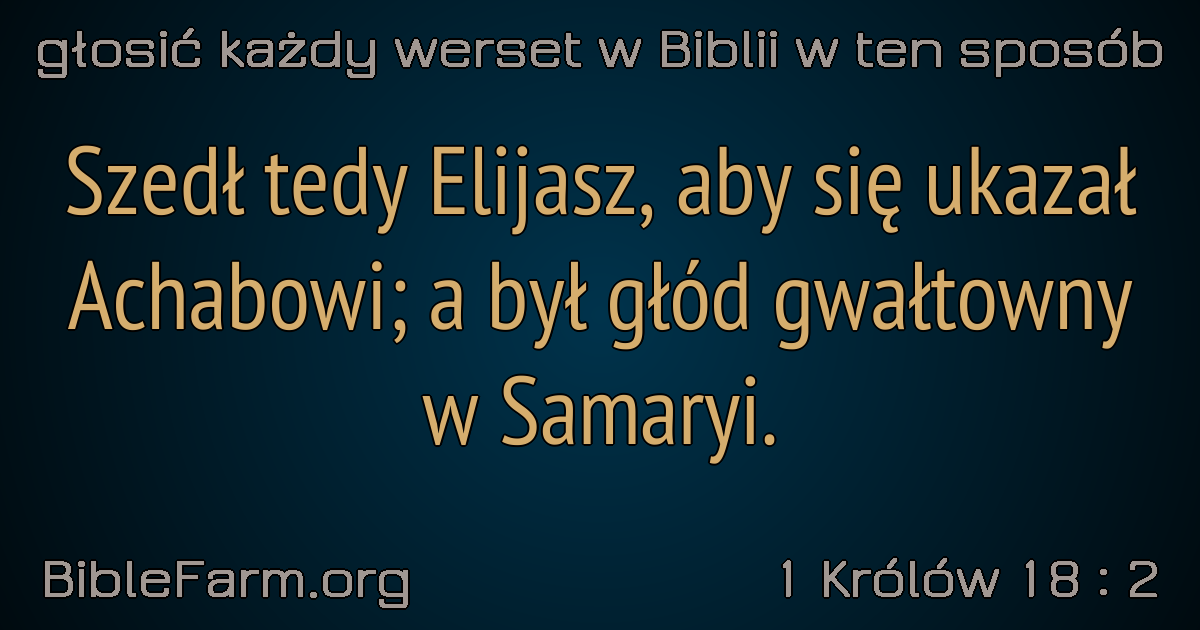 głosić każdy werset w Biblii w ten sposób
Szedł tedy Elijasz, aby się ukazał
Achabowi; a był głód gwałtowny
w Samaryi.
BibleFarm.org
1 Królów 18 : 2